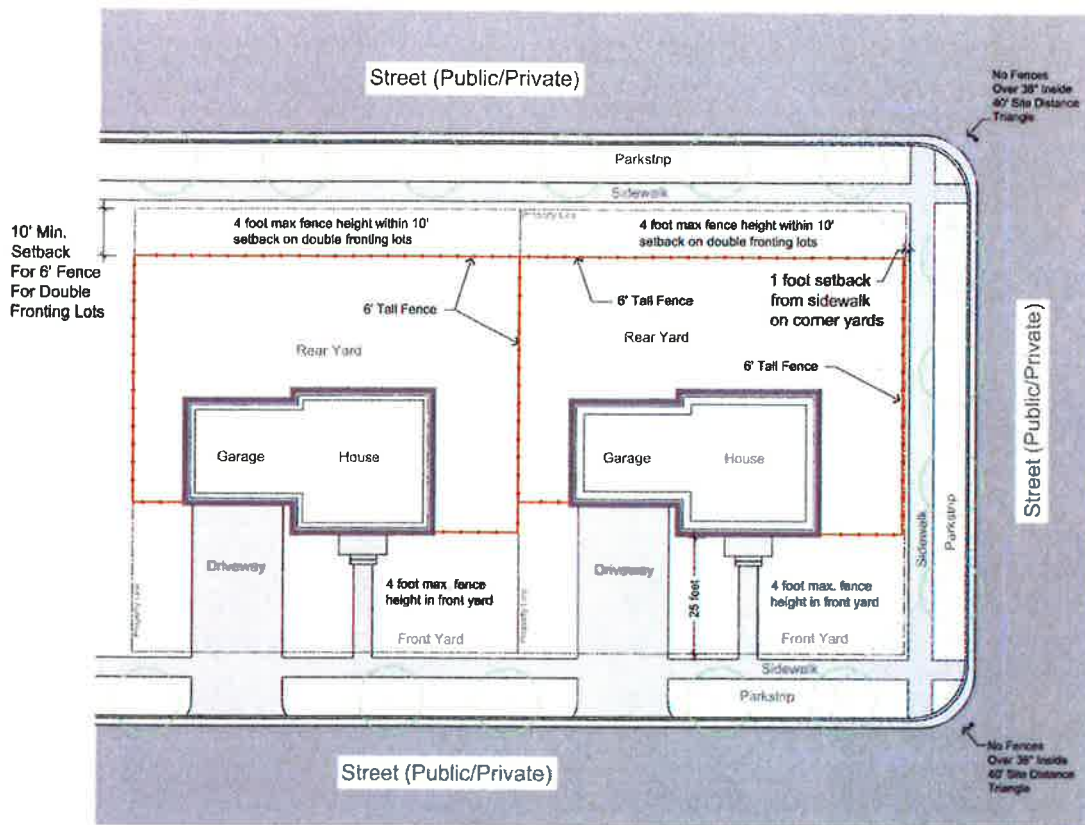 Street (Public/Private)
No Fences
Over 36" Inside
40' Site Distance
Triangle
Parkstrip
Sidewalk
Property Line
10' Min.
Setback
For 6' Fence
For Double
Fronting Lots
4 foot max fence height within 10'
setback on double fronting lots
4 foot max fence height within 10'
setback on double fronting lots
1 foot setback
from sidewalk
on corner yards
6' Tall Fence
6' Tall Fence
Rear Yard
Rear Yard
6' Tall Fence
Street (Public/Private)
Garage
House
Garage
House
Sidewalk
Parkstrip
Driveway
Driveway
4 foot max. fence
height in front yard
25 feet
4 foot max. fence
height in front yard
Property Line
Property Line
Front Yard
Front Yard
Sidewalk
Parkstrip
Street (Public/Private)
No Fences
Over 36" Inside
40' Site Distance
Triangle